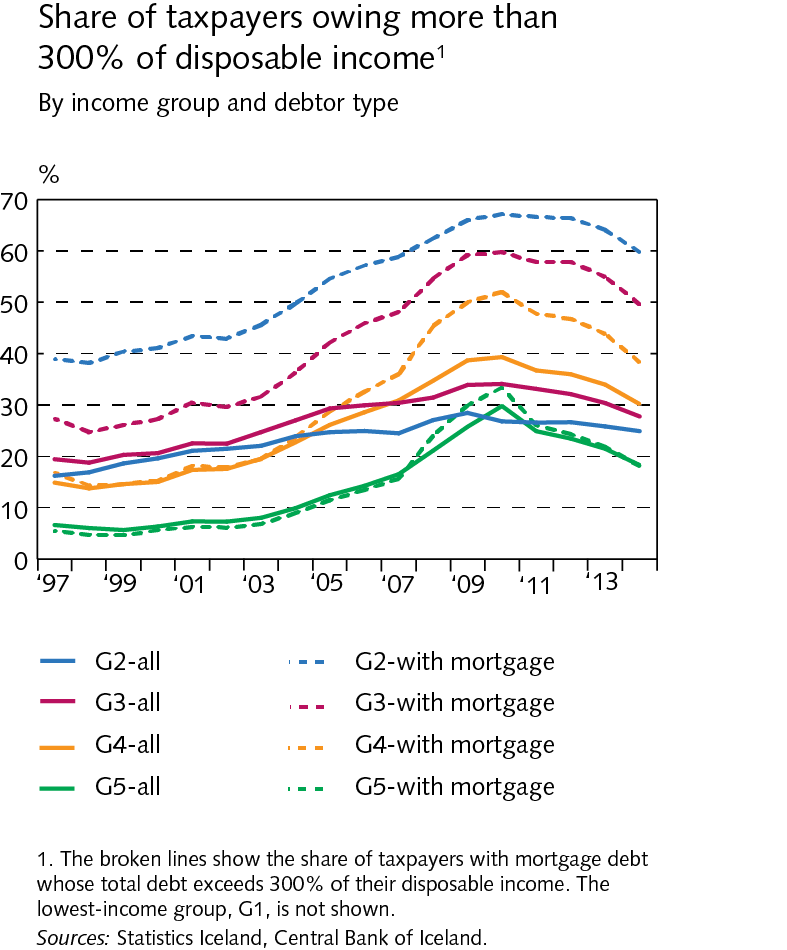 Share of taxpayers owing more than
300% of disposable income¹
By income group and debtor type
%
70
60
50
40
30
20
10
0
‘97 ‘99 ‘01 ‘03 ‘05 ‘07 ‘09 ‘11 ‘13
G2-all G2-with mortgage
G3-all G3-with mortgage
G4-all G4-with mortgage
G5-all G5-with mortgage
1. The broken lines show the share of taxpayers with mortgage debt
whose total debt exceeds 300% of their disposable income. The
lowest-income group, G1, is not shown.
Sources: Statistics Iceland, Central Bank of Iceland.